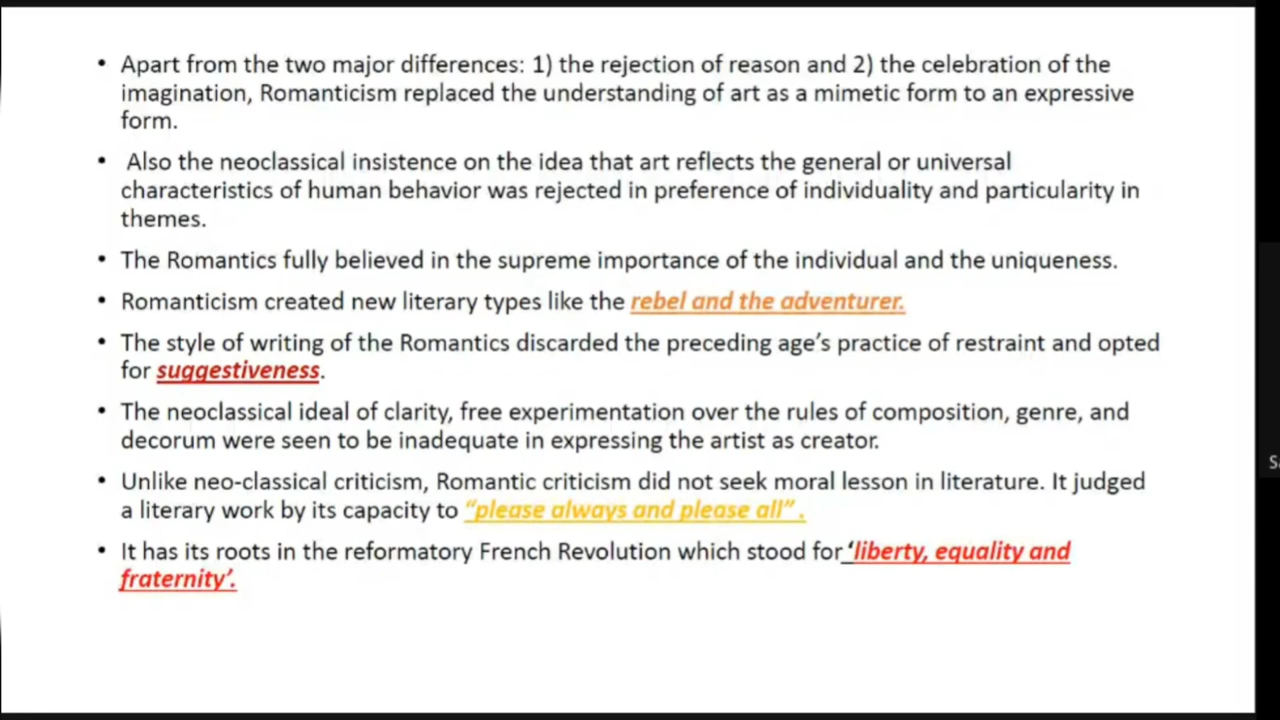 • Apart from the two major differences: 1) the rejection of reason and 2) the celebration of the
imagination, Romanticism replaced the understanding of art as a mimetic form to an expressive
form.
• Also the neoclassical insistence on the idea that art reflects the general or universal
characteristics of human behavior was rejected in preference of individuality and particularity in
themes.
• The Romantics fully believed in the supreme importance of the individual and the uniqueness.
• Romanticism created new literary types like the rebel and the adventurer.
• The style of writing of the Romantics discarded the preceding age’s practice of restraint and opted
for suggestiveness.
• The neoclassical ideal of clarity, free experimentation over the rules of composition, genre, and
decorum were seen to be inadequate in expressing the artist as creator.
• Unlike neo-classical criticism, Romantic criticism did not seek moral lesson in literature. It judged
a literary work by its capacity to “please always and please all” .
• It has its roots in the reformatory French Revolution which stood for ‘liberty, equality and
fraternity’.